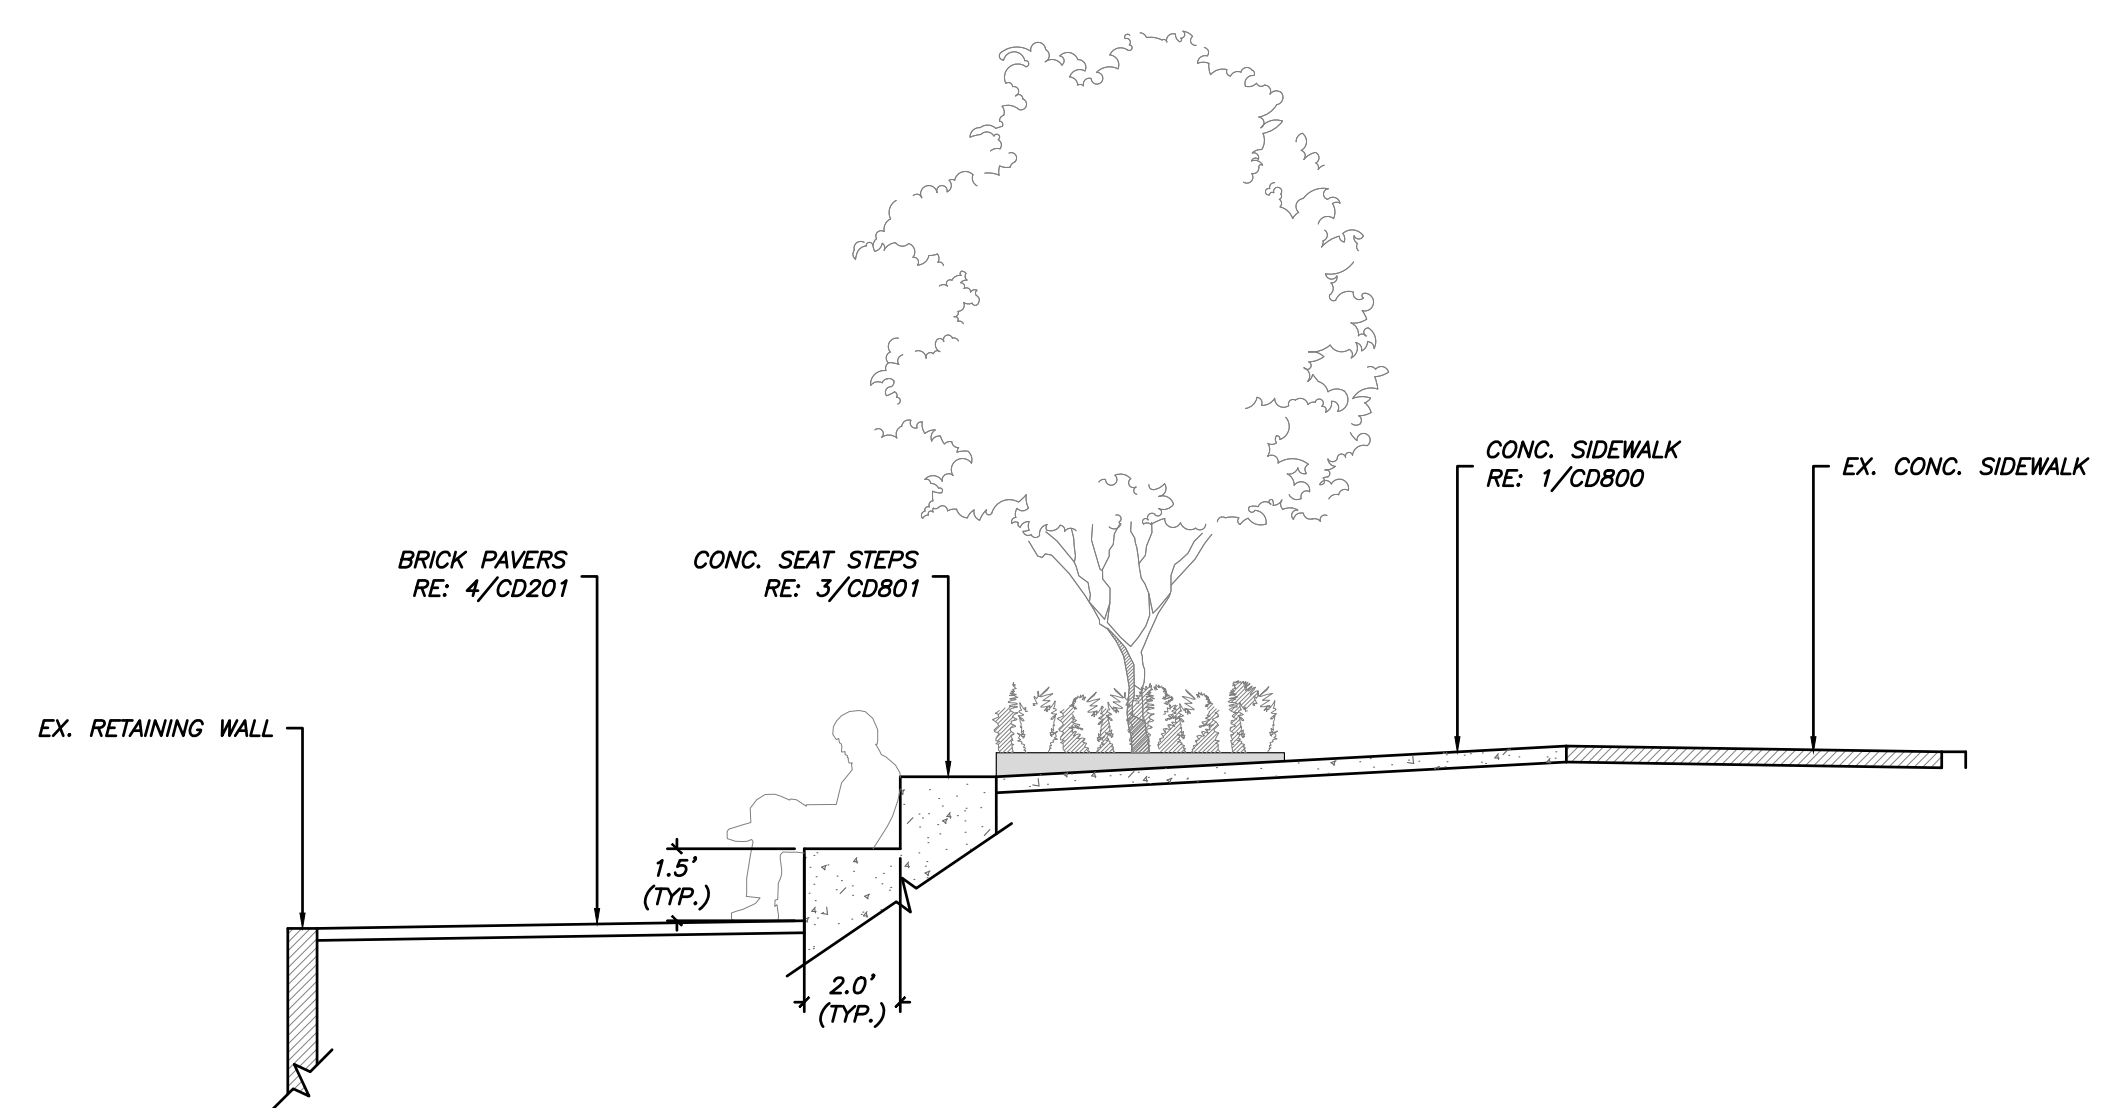 CONC. SIDEWALK
RE: 1/CD800
EX. CONC. SIDEWALK
BRICK PAVERS
RE: 4/CD201
CONC. SEAT STEPS
RE: 3/CD801
EX. RETAINING WALL
1.5'
(TYP.)
2.0'
(TYP.)